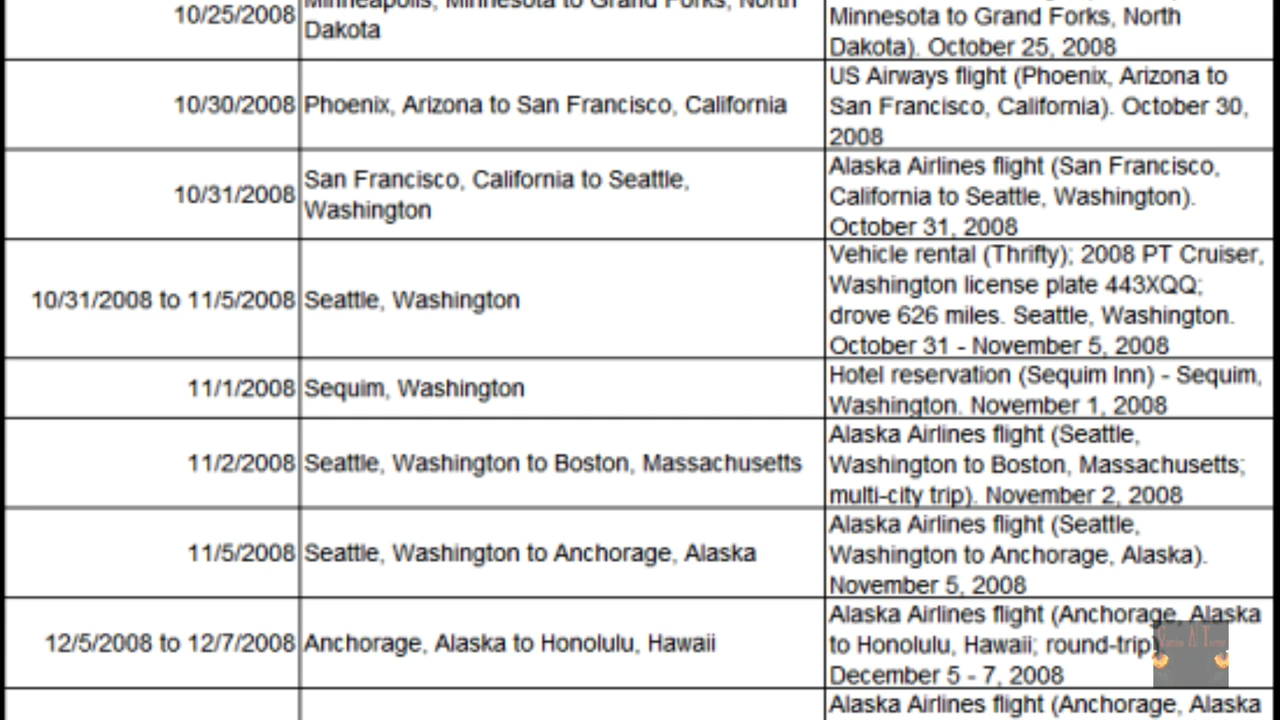 10/25/2008
Minneapolis, Minnesota to Grand Forks, North
Dakota
Minnesota to Grand Forks, North
Dakota). October 25, 2008
10/30/2008
Phoenix, Arizona to San Francisco, California
US Airways flight (Phoenix, Arizona to
San Francisco, California). October 30,
2008
10/31/2008
San Francisco, California to Seattle,
Washington
Alaska Airlines flight (San Francisco,
California to Seattle, Washington).
October 31, 2008
10/31/2008 to 11/5/2008
Seattle, Washington
Vehicle rental (Thrifty); 2008 PT Cruiser,
Washington license plate 443XQQ;
drove 626 miles. Seattle, Washington.
October 31 - November 5, 2008
11/1/2008
Sequim, Washington
Hotel reservation (Sequim Inn) - Sequim,
Washington. November 1, 2008
11/2/2008
Seattle, Washington to Boston, Massachusetts
Alaska Airlines flight (Seattle,
Washington to Boston, Massachusetts;
multi-city trip). November 2, 2008
11/5/2008
Seattle, Washington to Anchorage, Alaska
Alaska Airlines flight (Seattle,
Washington to Anchorage, Alaska).
November 5, 2008
12/5/2008 to 12/7/2008
Anchorage, Alaska to Honolulu, Hawaii
Alaska Airlines flight (Anchorage, Alaska
to Honolulu, Hawaii; round-trip)
December 5 - 7, 2008
Alaska Airlines flight (Anchorage, Alaska